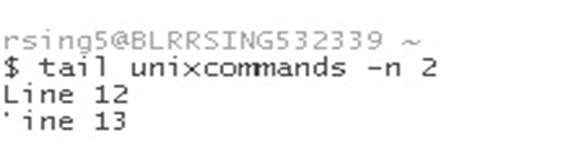 rsing5@BLRRSING532339 ~
$ tail unixcommands -n 2
Line 12
'ine 13